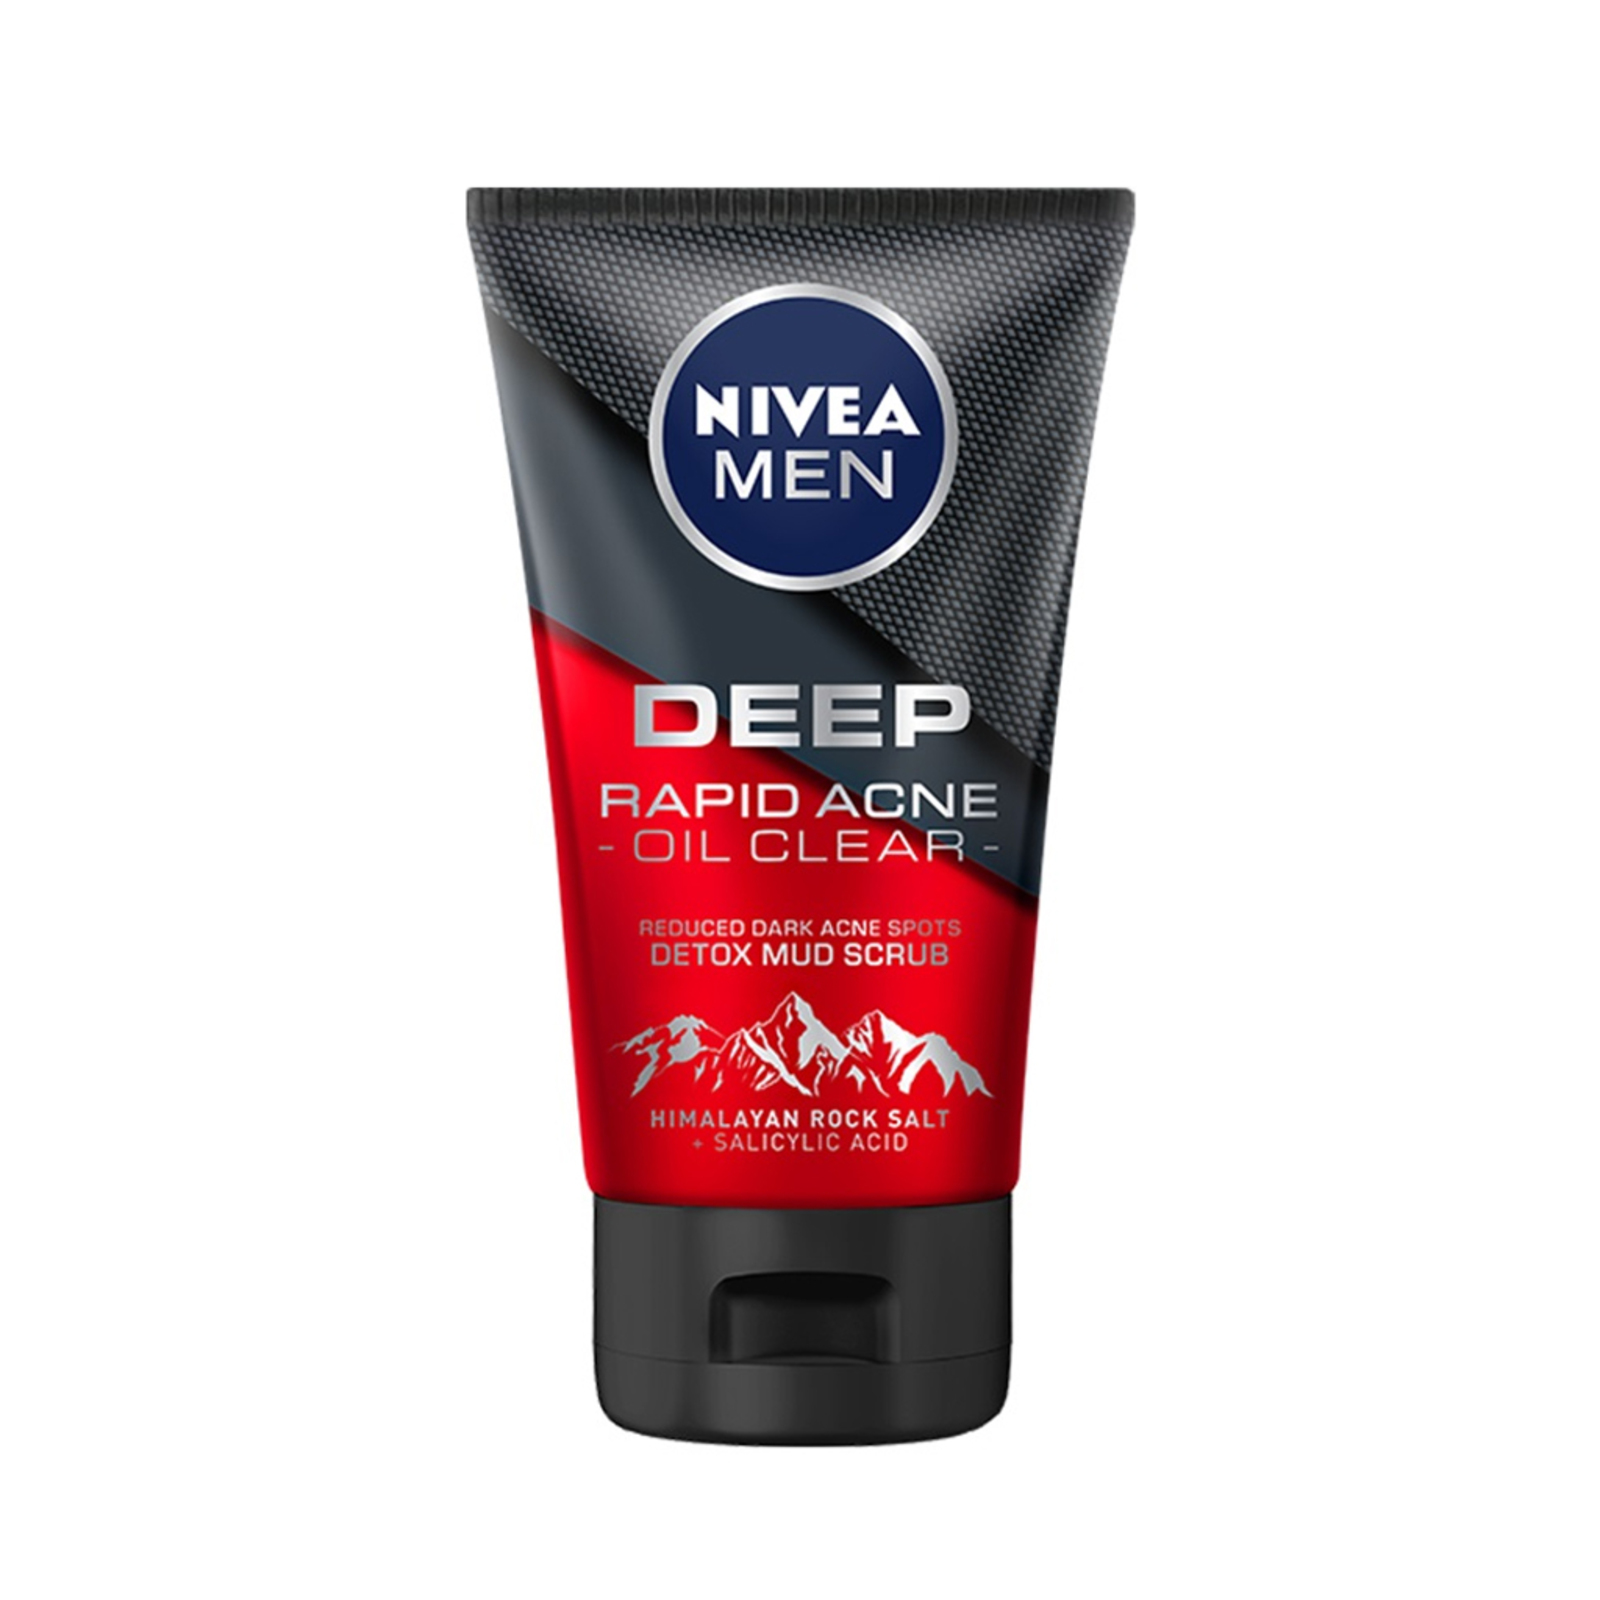 NIVEA
MEN
DEEP
RAPID ACNE
- OIL CLEAR -
REDUCED DARK ACNE SPOTS
DETOX MUD SCRUB
HIMALAYAN ROCK SALT
+ SALICYLIC ACID